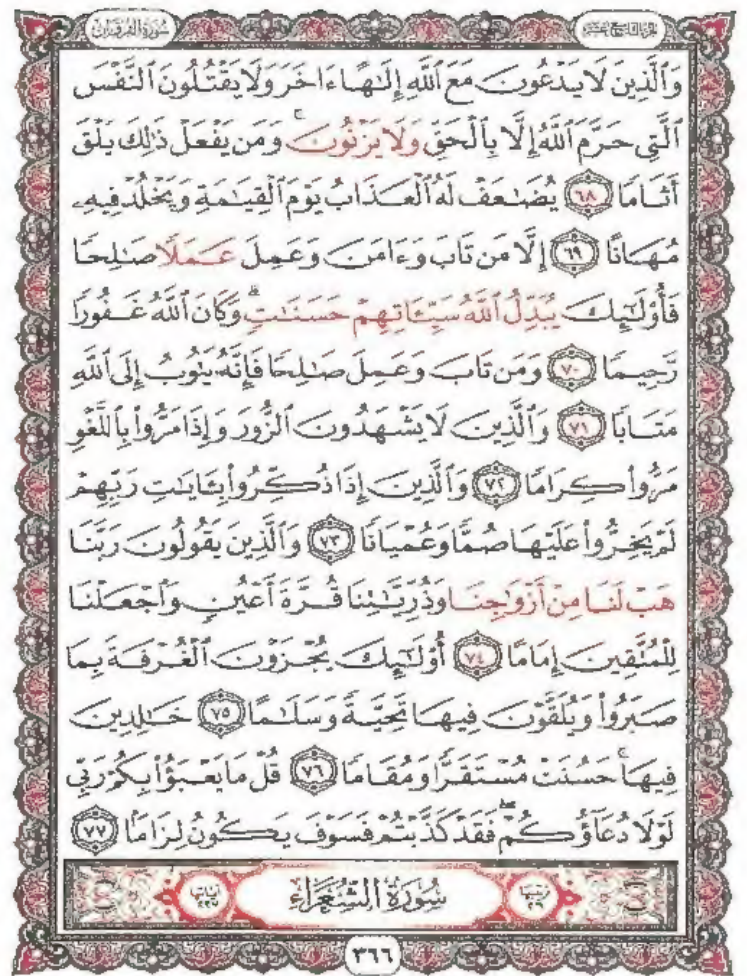 الجزء التاسع عشر سورة الفرقان
وَٱلَّذِينَ لَا يَدْعُونَ مَعَ ٱللَّهِ إِلَـٰهًا ءَاخَرَ وَلَا يَقْتُلُونَ ٱلنَّفْسَ
ٱلَّتِى حَرَّمَ ٱللَّهُ إِلَّا بِٱلْحَقِّ وَلَا يَزْنُونَ ۚ وَمَن يَفْعَلْ ذَٰلِكَ يَلْقَ
أَثَامًا ٦٨ يُضَـٰعَفْ لَهُ ٱلْعَذَابُ يَوْمَ ٱلْقِيَـٰمَةِ وَيَخْلُدْ فِيهِۦ
مُهَانًا ٦٩ إِلَّا مَن تَابَ وَءَامَنَ وَعَمِلَ عَمَلًا صَـٰلِحًا
فَأُو۟لَـٰٓئِكَ يُبَدِّلُ ٱللَّهُ سَيِّـَٔاتِهِمْ حَسَنَـٰتٍ ۗ وَكَانَ ٱللَّهُ غَفُورًا
رَّحِيمًا ٧٠ وَمَن تَابَ وَعَمِلَ صَـٰلِحًا فَإِنَّهُۥ يَتُوبُ إِلَى ٱللَّهِ
مَتَابًا ٧١ وَٱلَّذِينَ لَا يَشْهَدُونَ ٱلزُّورَ وَإِذَا مَرُّوا۟ بِٱللَّغْوِ
مَرُّوا۟ كِرَامًا ٧٢ وَٱلَّذِينَ إِذَا ذُكِّرُوا۟ بِـَٔايَـٰتِ رَبِّهِمْ
لَمْ يَخِرُّوا۟ عَلَيْهَا صُمًّا وَعُمْيَانًا ٧٣ وَٱلَّذِينَ يَقُولُونَ رَبَّنَا
هَبْ لَنَا مِنْ أَزْوَٰجِنَا وَذُرِّيَّـٰتِنَا قُرَّةَ أَعْيُنٍ وَٱجْعَلْنَا
لِلْمُتَّقِينَ إِمَامًا ٧٤ أُو۟لَـٰٓئِكَ يُجْزَوْنَ ٱلْغُرْفَةَ بِمَا
صَبَرُوا۟ وَيُلَقَّوْنَ فِيهَا تَحِيَّةً وَسَلَـٰمًا ٧٥ خَـٰلِدِينَ
فِيهَا ۚ حَسُنَتْ مُسْتَقَرًّا وَمُقَامًا ٧٦ قُلْ مَا يَعْبَؤُا۟ بِكُمْ رَبِّى
لَوْلَا دُعَآؤُكُمْ ۖ فَقَدْ كَذَّبْتُمْ فَسَوْفَ يَكُونُ لِزَامًا ٧٧
سُورَةُ الشُّعَرَاءِ
٣٦٦